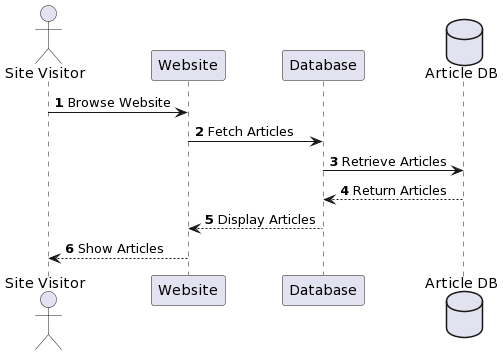 Site Visitor
Website
Database
Article DB
1 Browse Website
2 Fetch Articles
3 Retrieve Articles
4 Return Articles
5 Display Articles
6 Show Articles
Site Visitor
Website
Database
Article DB